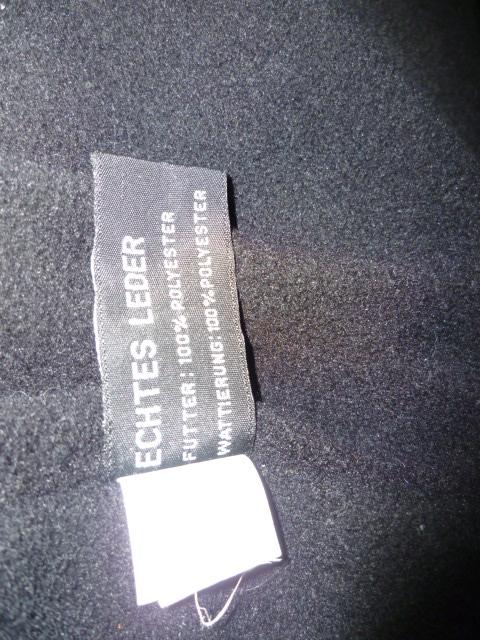 ECHTES LEDER
FUTTER: 100% POLYESTER
WATTIERUNG: 100% POLYESTER